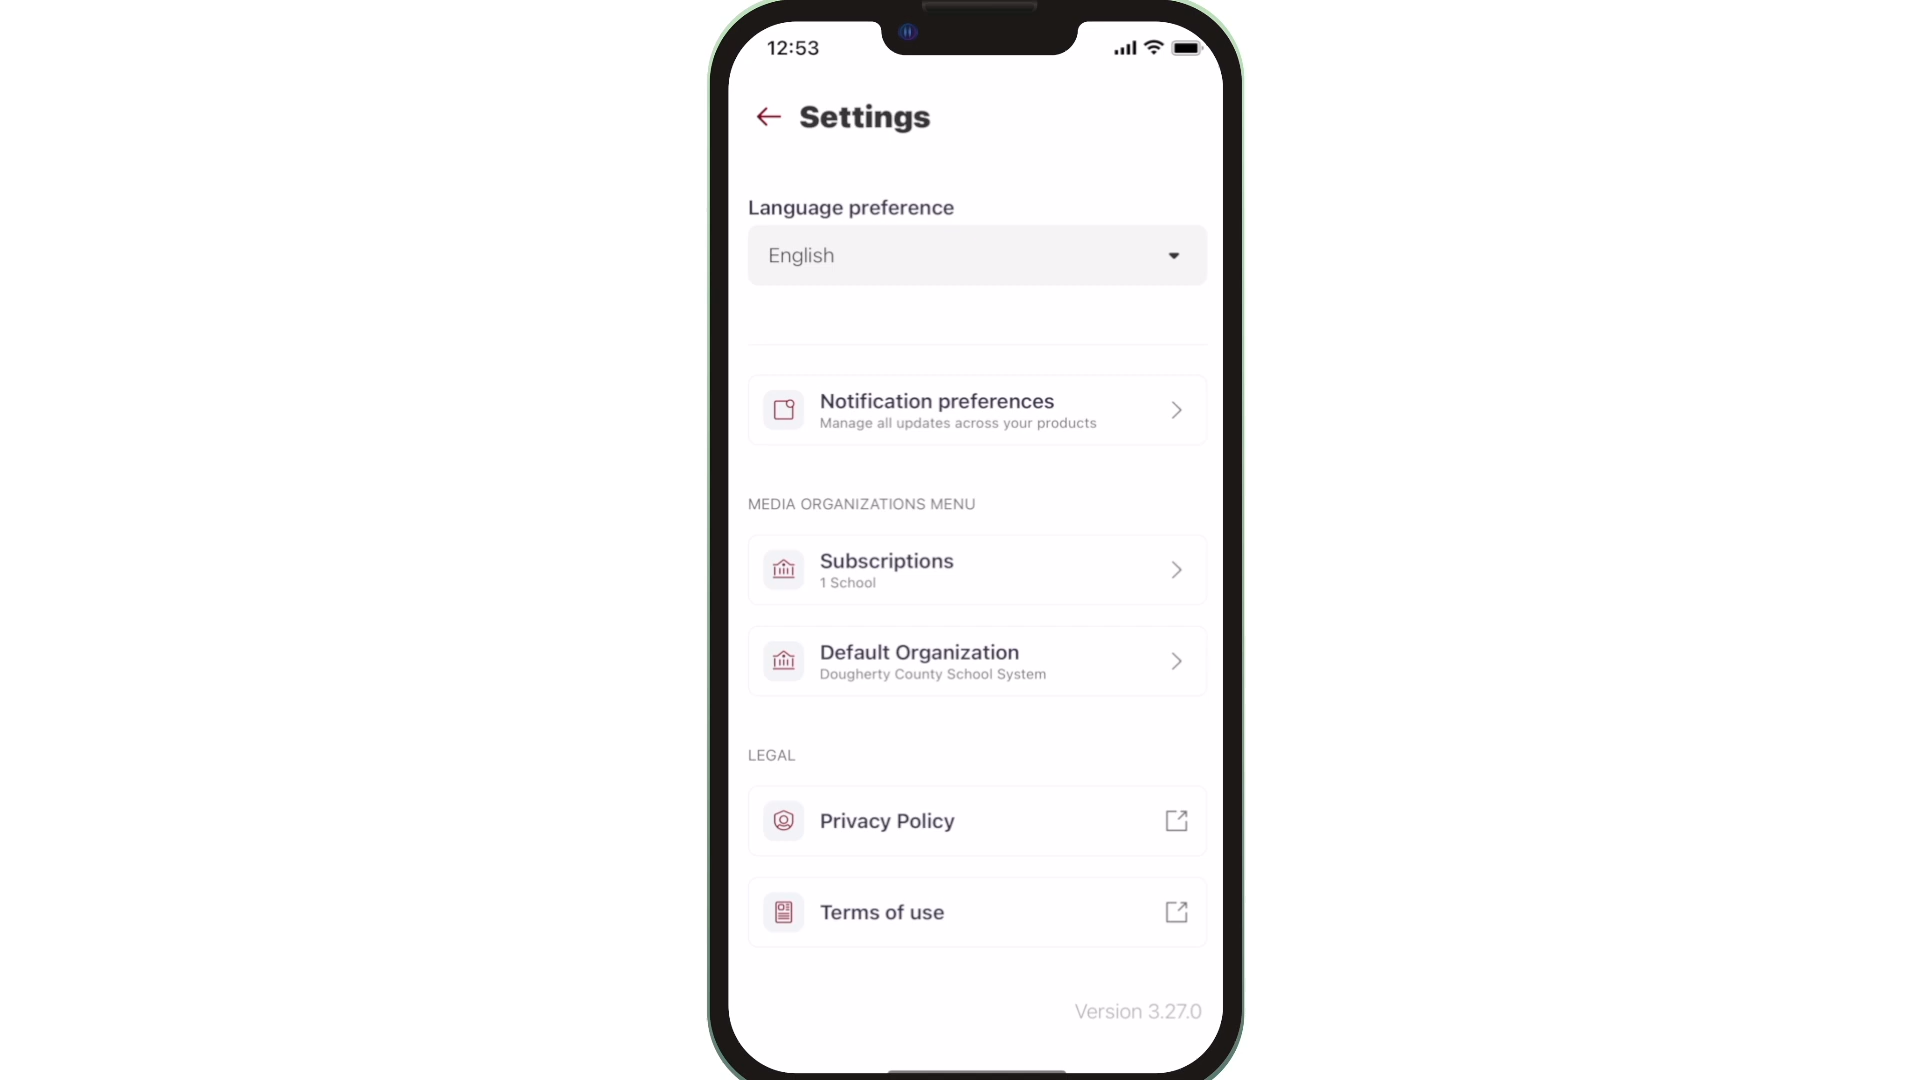 12:53
Settings
Language preference
English
Notification preferences
Manage all updates across your products
MEDIA ORGANIZATIONS MENU
Subscriptions
1 School
Default Organization
Dougherty County School System
LEGAL
Privacy Policy
Terms of use
Version 3.27.0